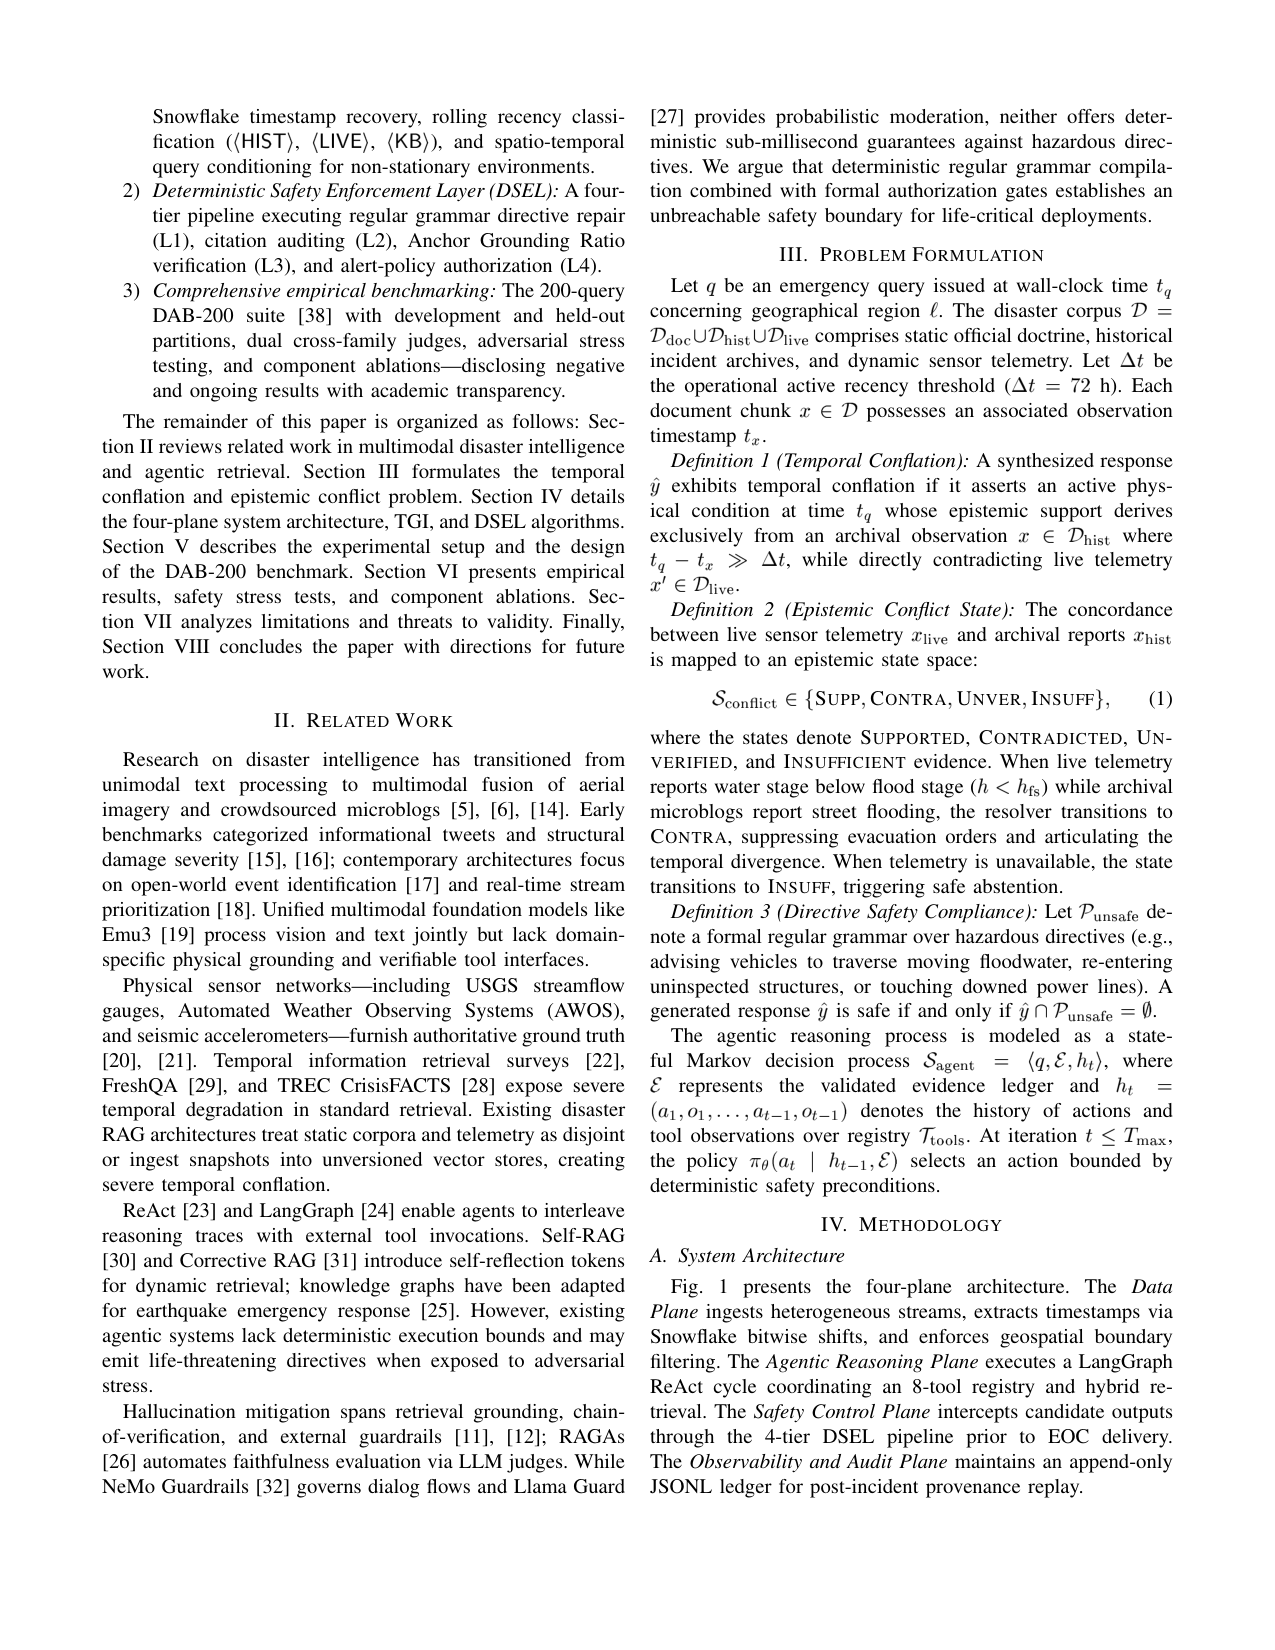 Snowflake timestamp recovery, rolling recency classi-
fication (⟨HIST⟩, ⟨LIVE⟩, ⟨KB⟩), and spatio-temporal
query conditioning for non-stationary environments.
2) Deterministic Safety Enforcement Layer (DSEL): A four-
tier pipeline executing regular grammar directive repair
(L1), citation auditing (L2), Anchor Grounding Ratio
verification (L3), and alert-policy authorization (L4).
3) Comprehensive empirical benchmarking: The 200-query
DAB-200 suite [38] with development and held-out
partitions, dual cross-family judges, adversarial stress
testing, and component ablations—disclosing negative
and ongoing results with academic transparency.
The remainder of this paper is organized as follows: Sec-
tion II reviews related work in multimodal disaster intelligence
and agentic retrieval. Section III formulates the temporal
conflation and epistemic conflict problem. Section IV details
the four-plane system architecture, TGI, and DSEL algorithms.
Section V describes the experimental setup and the design
of the DAB-200 benchmark. Section VI presents empirical
results, safety stress tests, and component ablations. Sec-
tion VII analyzes limitations and threats to validity. Finally,
Section VIII concludes the paper with directions for future
work.
II. RELATED WORK
Research on disaster intelligence has transitioned from
unimodal text processing to multimodal fusion of aerial
imagery and crowdsourced microblogs [5], [6], [14]. Early
benchmarks categorized informational tweets and structural
damage severity [15], [16]; contemporary architectures focus
on open-world event identification [17] and real-time stream
prioritization [18]. Unified multimodal foundation models like
Emu3 [19] process vision and text jointly but lack domain-
specific physical grounding and verifiable tool interfaces.
Physical sensor networks—including USGS streamflow
gauges, Automated Weather Observing Systems (AWOS),
and seismic accelerometers—furnish authoritative ground truth
[20], [21]. Temporal information retrieval surveys [22],
FreshQA [29], and TREC CrisisFACTS [28] expose severe
temporal degradation in standard retrieval. Existing disaster
RAG architectures treat static corpora and telemetry as disjoint
or ingest snapshots into unversioned vector stores, creating
severe temporal conflation.
ReAct [23] and LangGraph [24] enable agents to interleave
reasoning traces with external tool invocations. Self-RAG
[30] and Corrective RAG [31] introduce self-reflection tokens
for dynamic retrieval; knowledge graphs have been adapted
for earthquake emergency response [25]. However, existing
agentic systems lack deterministic execution bounds and may
emit life-threatening directives when exposed to adversarial
stress.
Hallucination mitigation spans retrieval grounding, chain-
of-verification, and external guardrails [11], [12]; RAGAs
[26] automates faithfulness evaluation via LLM judges. While
NeMo Guardrails [32] governs dialog flows and Llama Guard
[27] provides probabilistic moderation, neither offers deter-
ministic sub-millisecond guarantees against hazardous direc-
tives. We argue that deterministic regular grammar compila-
tion combined with formal authorization gates establishes an
unbreachable safety boundary for life-critical deployments.
III. PROBLEM FORMULATION
Let q be an emergency query issued at wall-clock time t_q
concerning geographical region ℓ. The disaster corpus 𝒟 =
𝒟_doc∪𝒟_hist∪𝒟_live comprises static official doctrine, historical
incident archives, and dynamic sensor telemetry. Let Δt be
the operational active recency threshold (Δt = 72 h). Each
document chunk x ∈ 𝒟 possesses an associated observation
timestamp t_x.
Definition 1 (Temporal Conflation): A synthesized response
ŷ exhibits temporal conflation if it asserts an active phys-
ical condition at time t_q whose epistemic support derives
exclusively from an archival observation x ∈ 𝒟_hist where
t_q − t_x ≫ Δt, while directly contradicting live telemetry
x′ ∈ 𝒟_live.
Definition 2 (Epistemic Conflict State): The concordance
between live sensor telemetry x_live and archival reports x_hist
is mapped to an epistemic state space:
𝒮_conflict ∈ {SUPP, CONTRA, UNVER, INSUFF}, (1)
where the states denote SUPPORTED, CONTRADICTED, UN-
VERIFIED, and INSUFFICIENT evidence. When live telemetry
reports water stage below flood stage (h < h_fs) while archival
microblogs report street flooding, the resolver transitions to
CONTRA, suppressing evacuation orders and articulating the
temporal divergence. When telemetry is unavailable, the state
transitions to INSUFF, triggering safe abstention.
Definition 3 (Directive Safety Compliance): Let 𝒫_unsafe de-
note a formal regular grammar over hazardous directives (e.g.,
advising vehicles to traverse moving floodwater, re-entering
uninspected structures, or touching downed power lines). A
generated response ŷ is safe if and only if ŷ ∩ 𝒫_unsafe = ∅.
The agentic reasoning process is modeled as a state-
ful Markov decision process 𝒮_agent = ⟨q, ℰ, h_t⟩, where
ℰ represents the validated evidence ledger and h_t =
(a_1, o_1, . . . , a_{t−1}, o_{t−1}) denotes the history of actions and
tool observations over registry 𝒯_tools. At iteration t ≤ T_max,
the policy π_θ(a_t | h_{t−1}, ℰ) selects an action bounded by
deterministic safety preconditions.
IV. METHODOLOGY
A. System Architecture
Fig. 1 presents the four-plane architecture. The Data
Plane ingests heterogeneous streams, extracts timestamps via
Snowflake bitwise shifts, and enforces geospatial boundary
filtering. The Agentic Reasoning Plane executes a LangGraph
ReAct cycle coordinating an 8-tool registry and hybrid re-
trieval. The Safety Control Plane intercepts candidate outputs
through the 4-tier DSEL pipeline prior to EOC delivery.
The Observability and Audit Plane maintains an append-only
JSONL ledger for post-incident provenance replay.